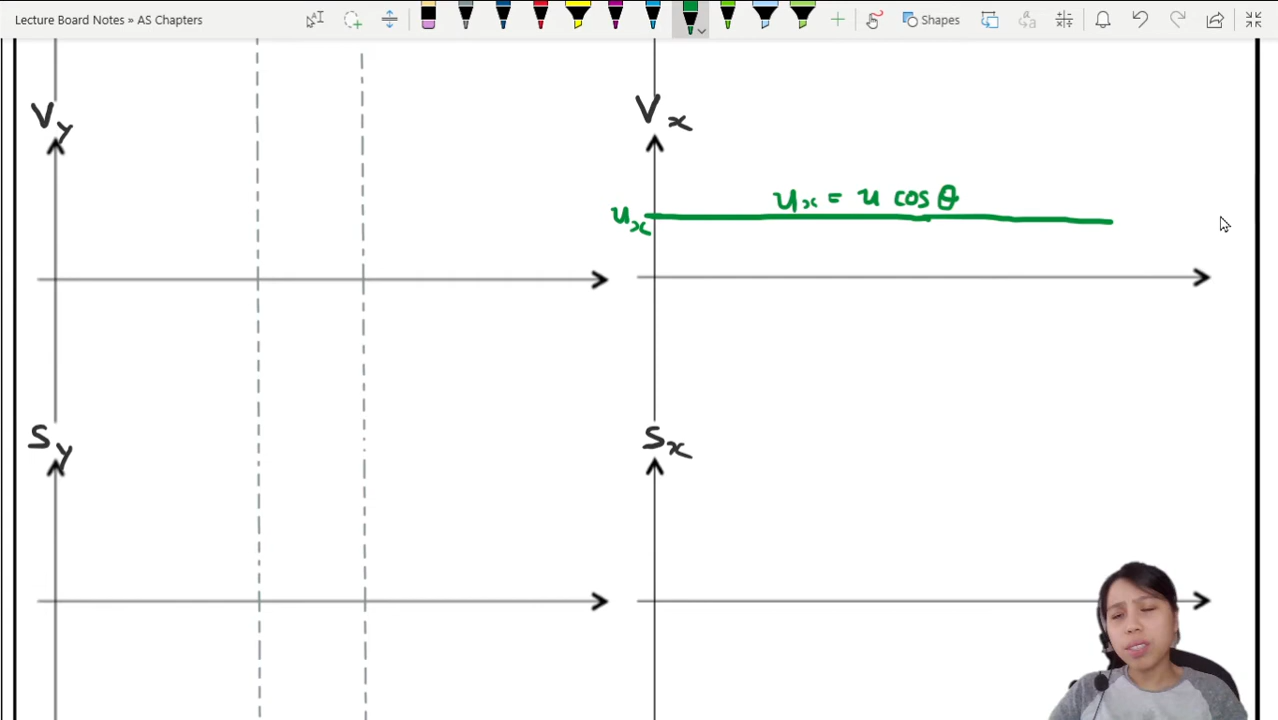 Lecture Board Notes » AS Chapters
Shapes
Vy
Vx
ux = u cos θ
ux
Sy
Sx